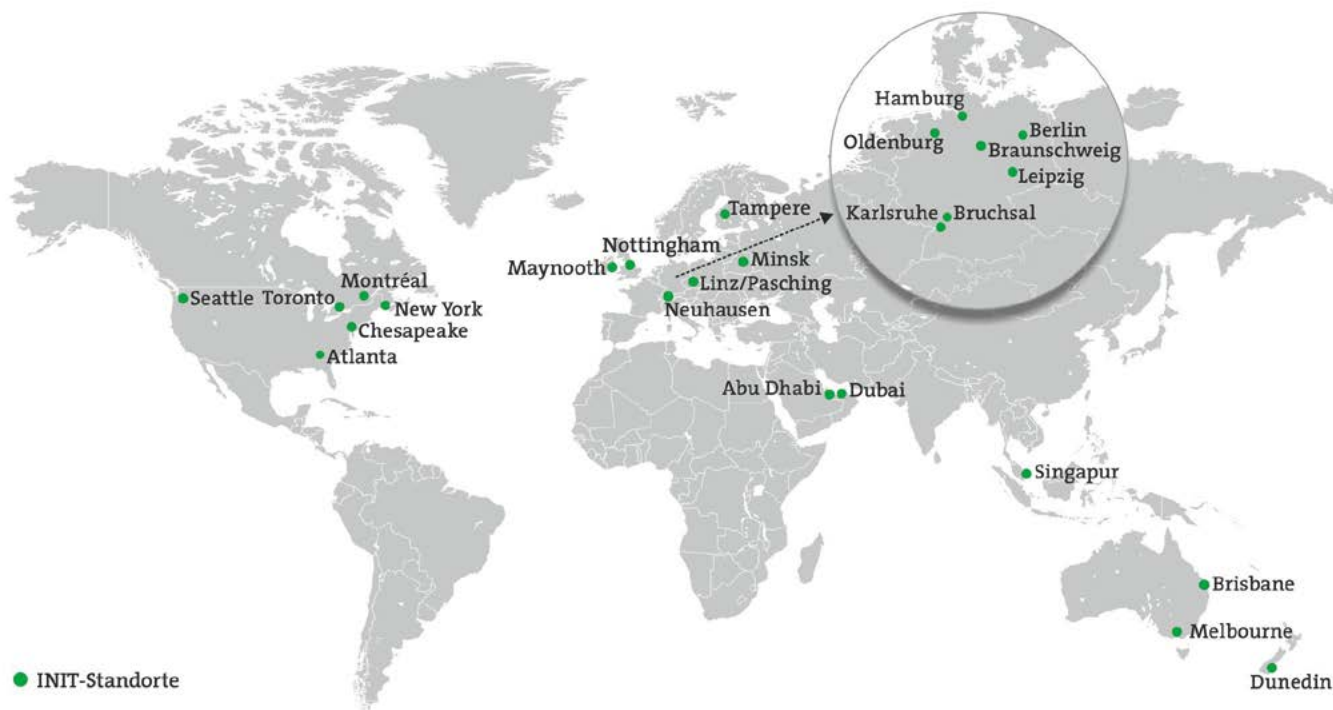 Hamburg
Oldenburg
Berlin
Braunschweig
Leipzig
Karlsruhe
Bruchsal
Tampere
Nottingham
Maynooth
Minsk
Linz/Pasching
Neuhausen
Montréal
Seattle
Toronto
New York
Chesapeake
Atlanta
Abu Dhabi
Dubai
Singapur
Brisbane
Melbourne
Dunedin
INIT-Standorte